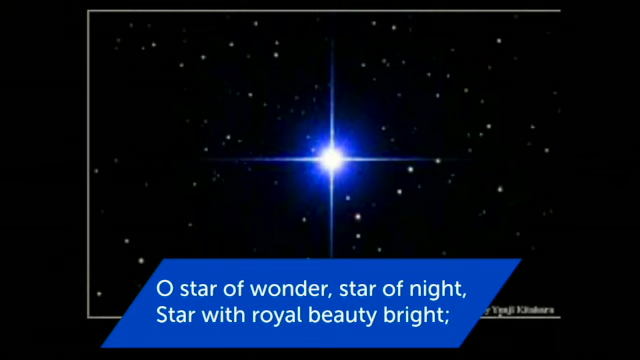 O star of wonder, star of night,
Star with royal beauty bright;